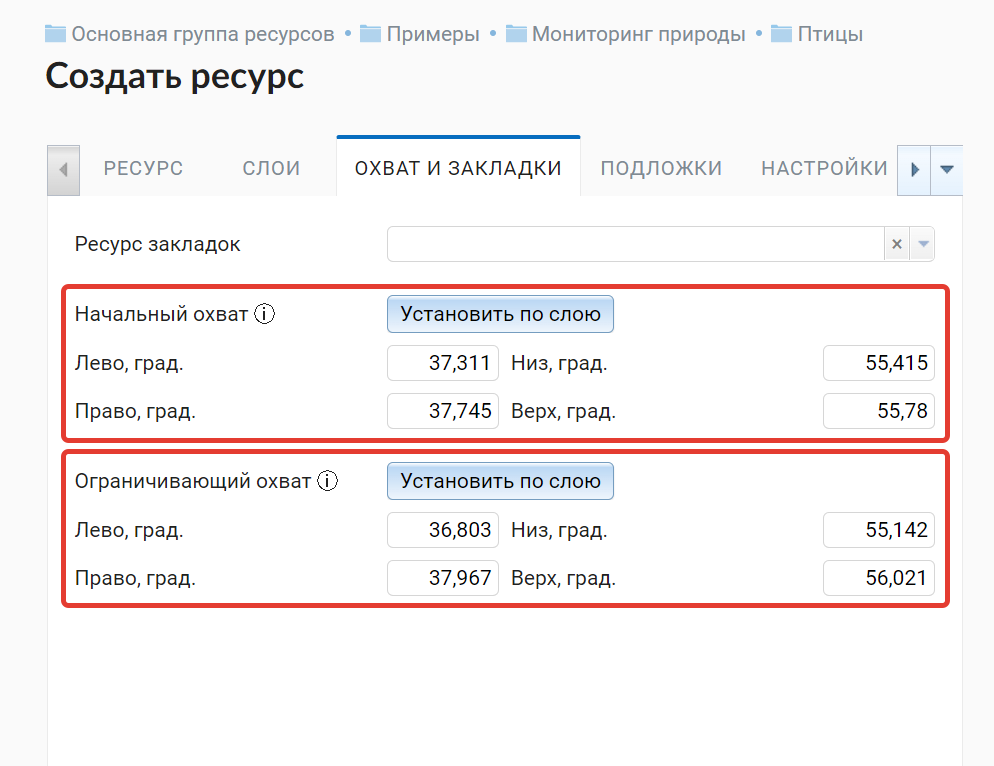 Основная группа ресурсов • Примеры • Мониторинг природы • Птицы
Создать ресурс
РЕСУРС СЛОИ ОХВАТ И ЗАКЛАДКИ ПОДЛОЖКИ НАСТРОЙКИ
Ресурс закладок
Начальный охват Установить по слою
Лево, град. 37,311 Низ, град. 55,415
Право, град. 37,745 Верх, град. 55,78
Ограничивающий охват Установить по слою
Лево, град. 36,803 Низ, град. 55,142
Право, град. 37,967 Верх, град. 56,021